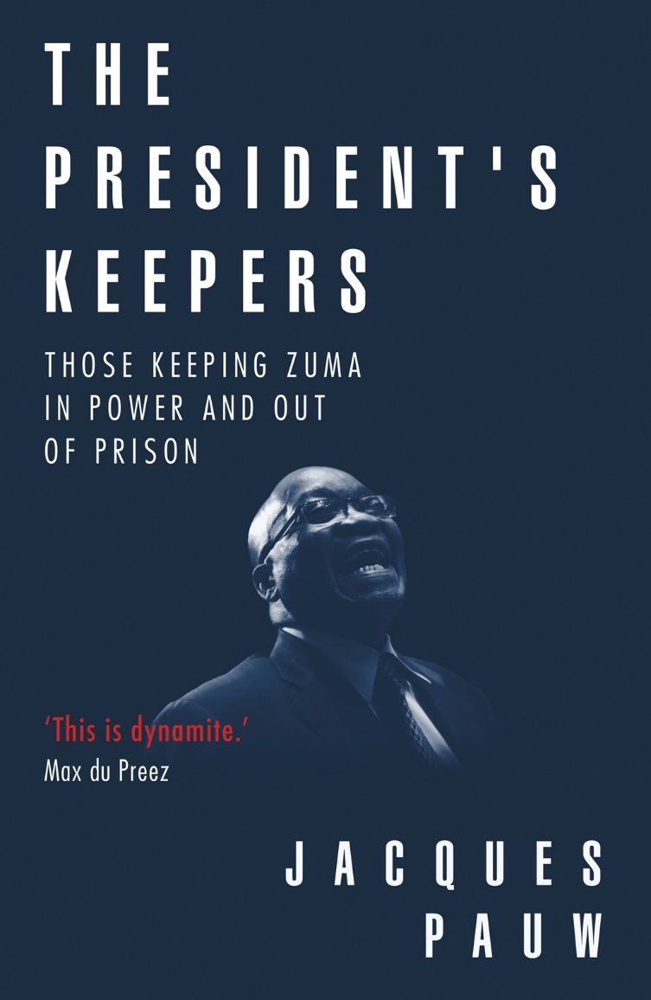 THE
PRESIDENT'S
KEEPERS
THOSE KEEPING ZUMA
IN POWER AND OUT
OF PRISON
‘This is dynamite.’
Max du Preez
JACQUES
PAUW